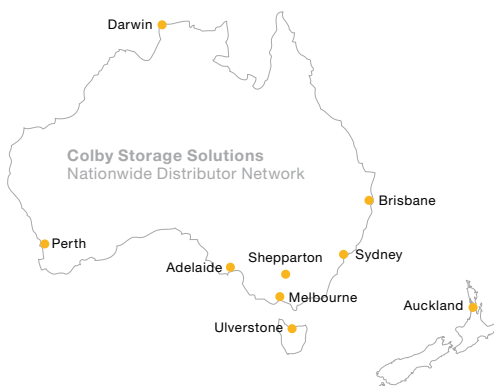 Darwin
Colby Storage Solutions
Nationwide Distributor Network
Brisbane
Perth
Sydney
Shepparton
Adelaide
Melbourne
Auckland
Ulverstone